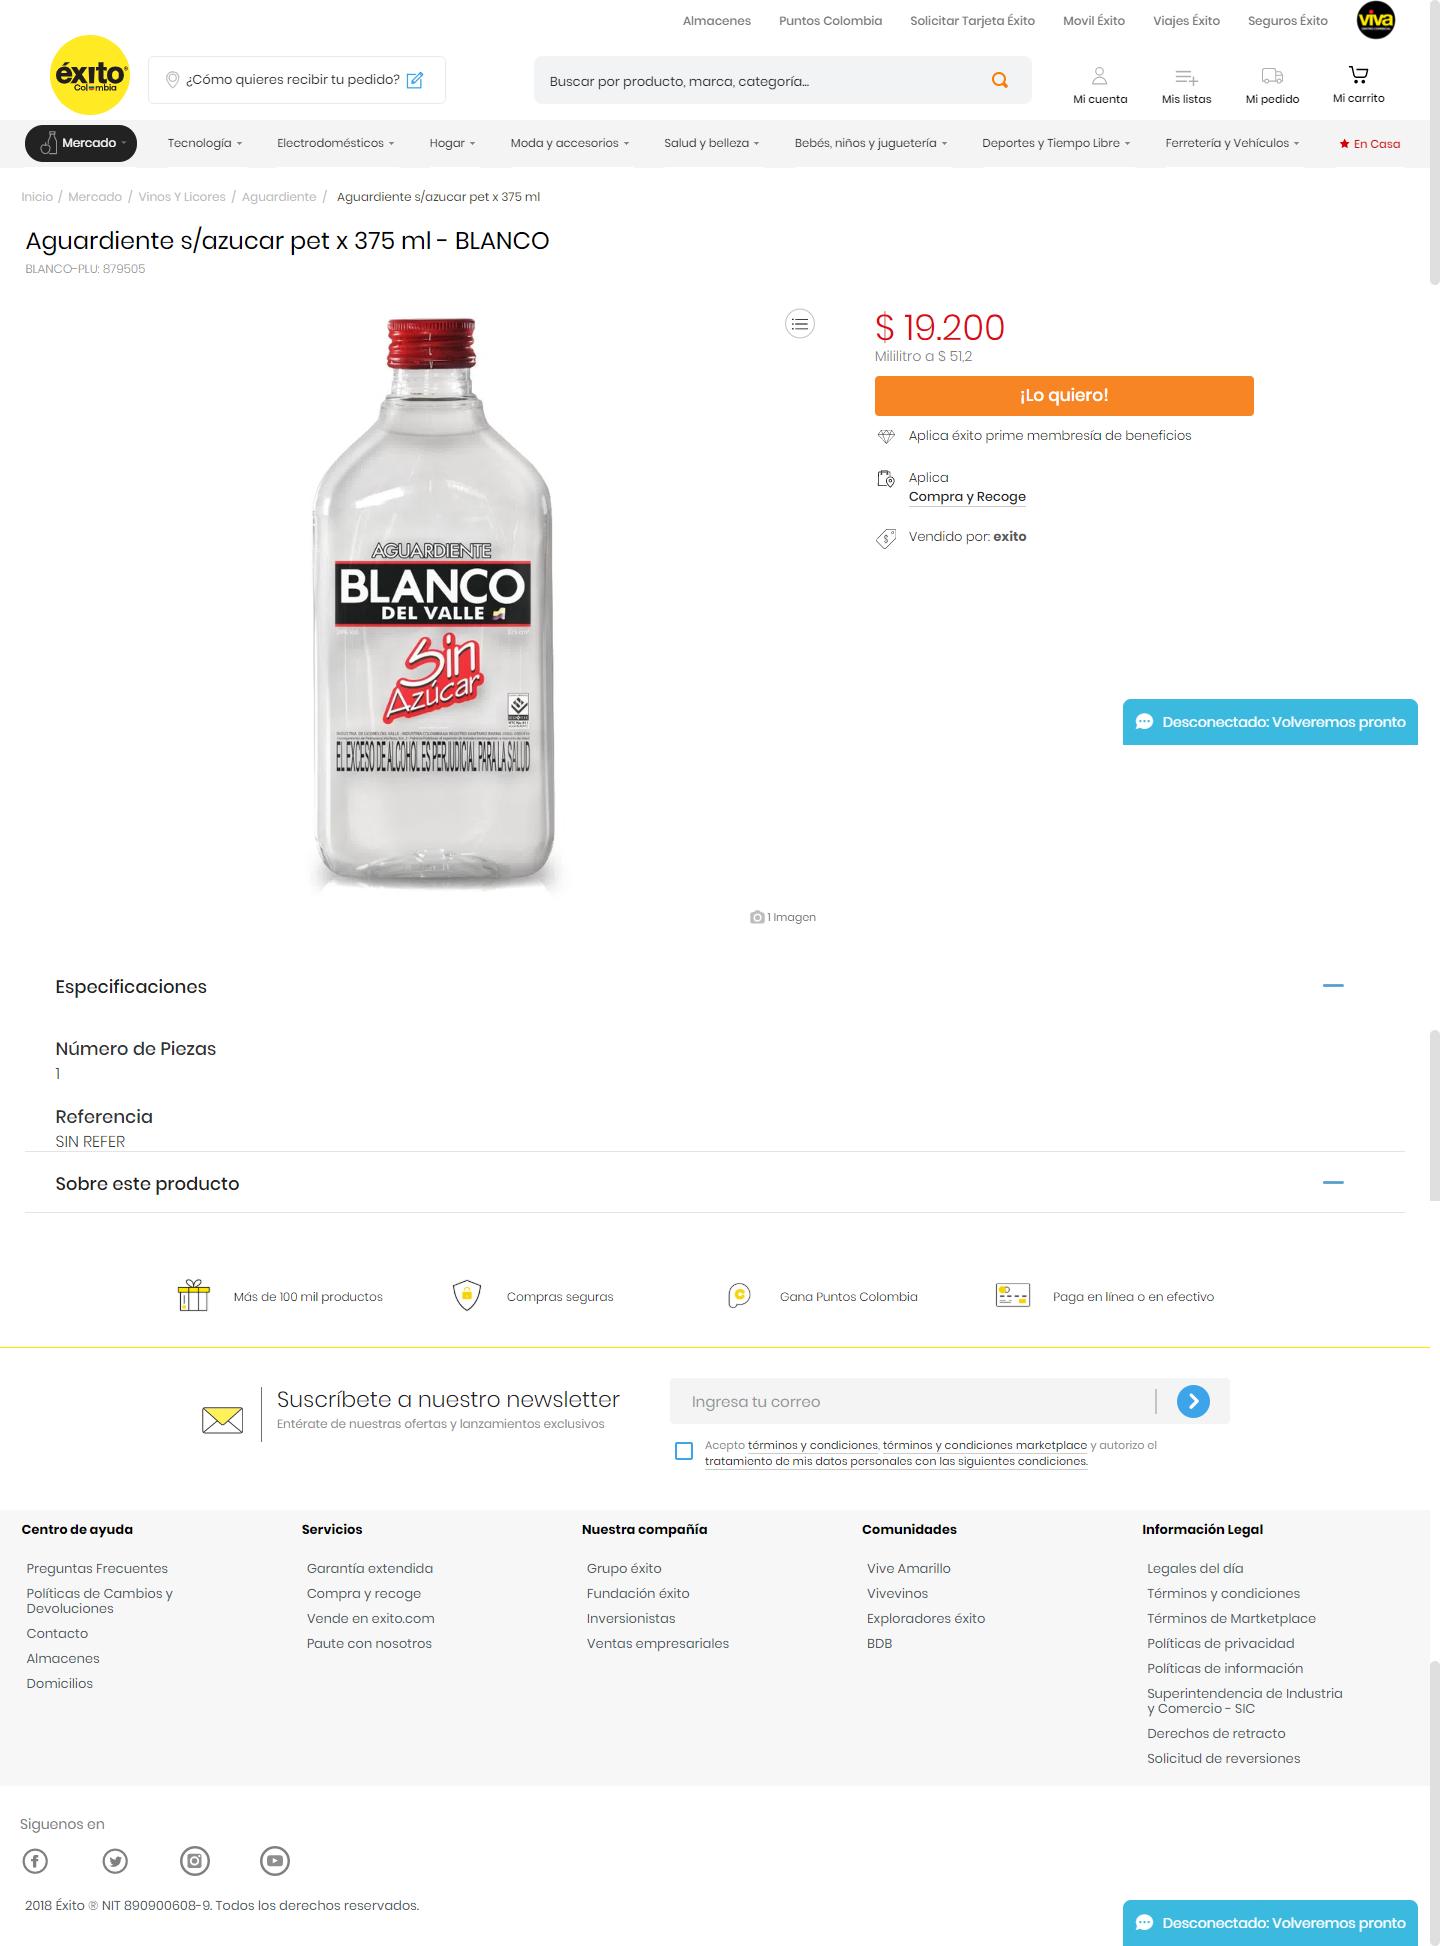 Almacenes Puntos Colombia Solicitar Tarjeta Éxito Movil Éxito Viajes Éxito Seguros Éxito viva
éxito
Colombia
¿Cómo quieres recibir tu pedido?
Buscar por producto, marca, categoría...
Mi cuenta Mis listas Mi pedido Mi carrito
Mercado Tecnología Electrodomésticos Hogar Moda y accesorios Salud y belleza Bebés, niños y juguetería Deportes y Tiempo Libre Ferretería y Vehículos En Casa
Inicio / Mercado / Vinos Y Licores / Aguardiente / Aguardiente s/azucar pet x 375 ml
Aguardiente s/azucar pet x 375 ml - BLANCO
BLANCO-PLU: 879505
AGUARDIENTE
BLANCO
DEL VALLE
Sin
Azúcar
EL EXCESO DE ALCOHOL ES PERJUDICIAL PARA LA SALUD
1 Imagen
$ 19.200
Mililitro a $ 51,2
¡Lo quiero!
Aplica éxito prime membresía de beneficios
Aplica
Compra y Recoge
Vendido por: exito
Desconectado: Volveremos pronto
Especificaciones
Número de Piezas
1
Referencia
SIN REFER
Sobre este producto
Más de 100 mil productos Compras seguras Gana Puntos Colombia Paga en línea o en efectivo
Suscríbete a nuestro newsletter
Entérate de nuestras ofertas y lanzamientos exclusivos
Ingresa tu correo
Acepto términos y condiciones, términos y condiciones marketplace y autorizo el
tratamiento de mis datos personales con las siguientes condiciones.
Centro de ayuda
Preguntas Frecuentes
Políticas de Cambios y
Devoluciones
Contacto
Almacenes
Domicilios
Servicios
Garantía extendida
Compra y recoge
Vende en exito.com
Paute con nosotros
Nuestra compañía
Grupo éxito
Fundación éxito
Inversionistas
Ventas empresariales
Comunidades
Vive Amarillo
Vivevinos
Exploradores éxito
BDB
Información Legal
Legales del día
Términos y condiciones
Términos de Martketplace
Políticas de privacidad
Políticas de información
Superintendencia de Industria
y Comercio - SIC
Derechos de retracto
Solicitud de reversiones
Siguenos en
2018 Éxito ® NIT 890900608-9. Todos los derechos reservados.
Desconectado: Volveremos pronto